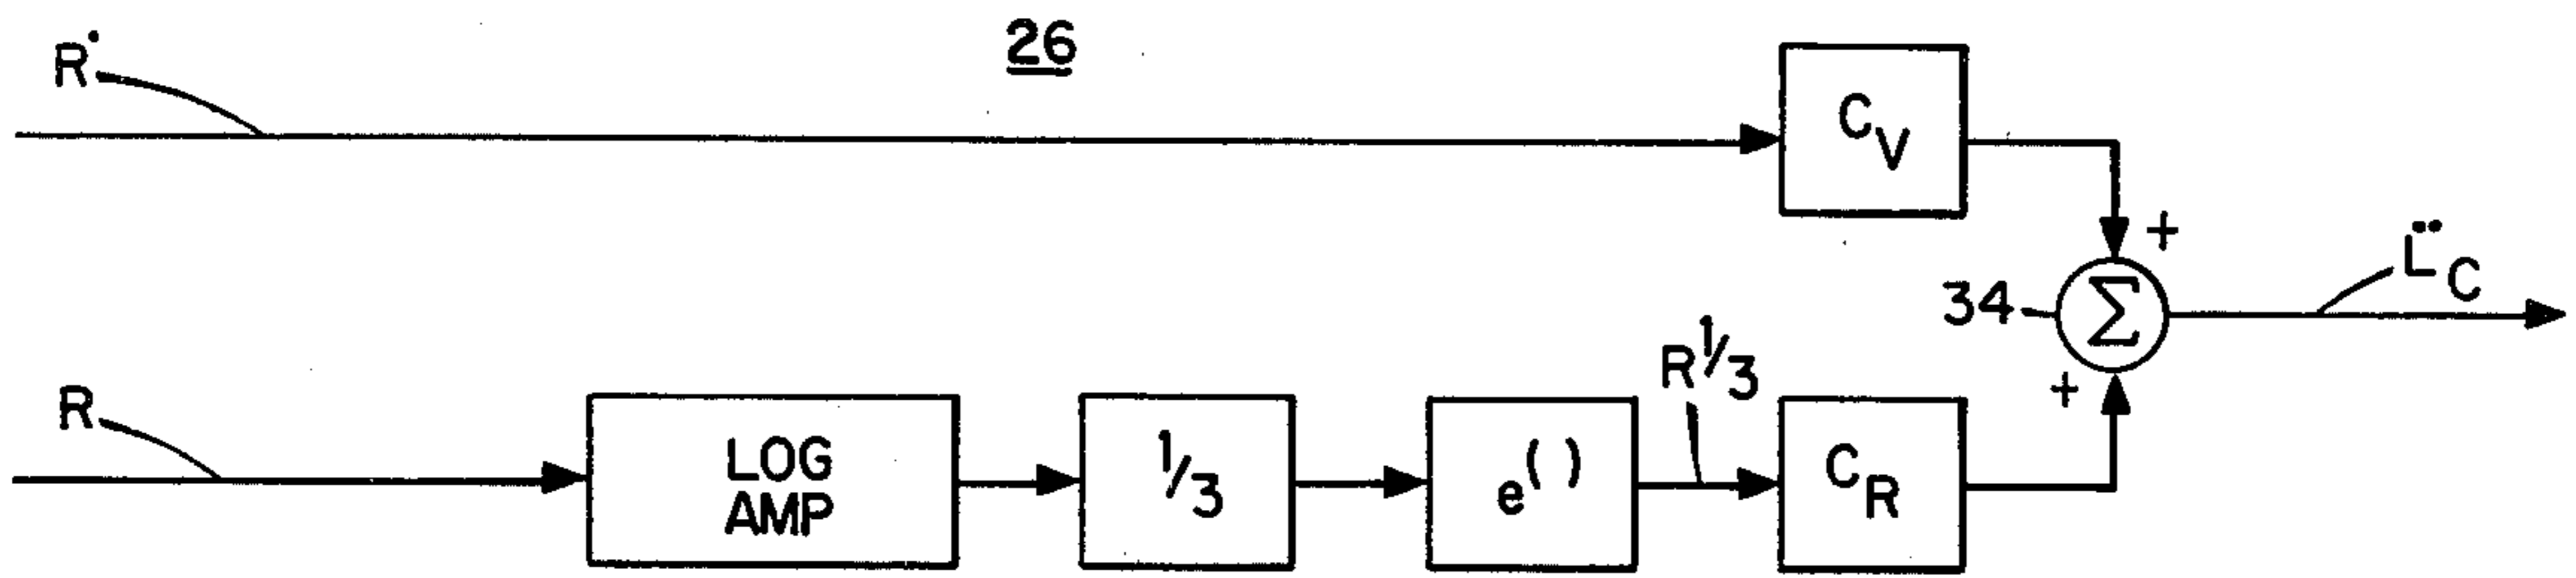 Ṙ
26
C_V
+
L̈_C
34
Σ
+
R
LOG
AMP
1/3
e^( )
R^1/3
C_R